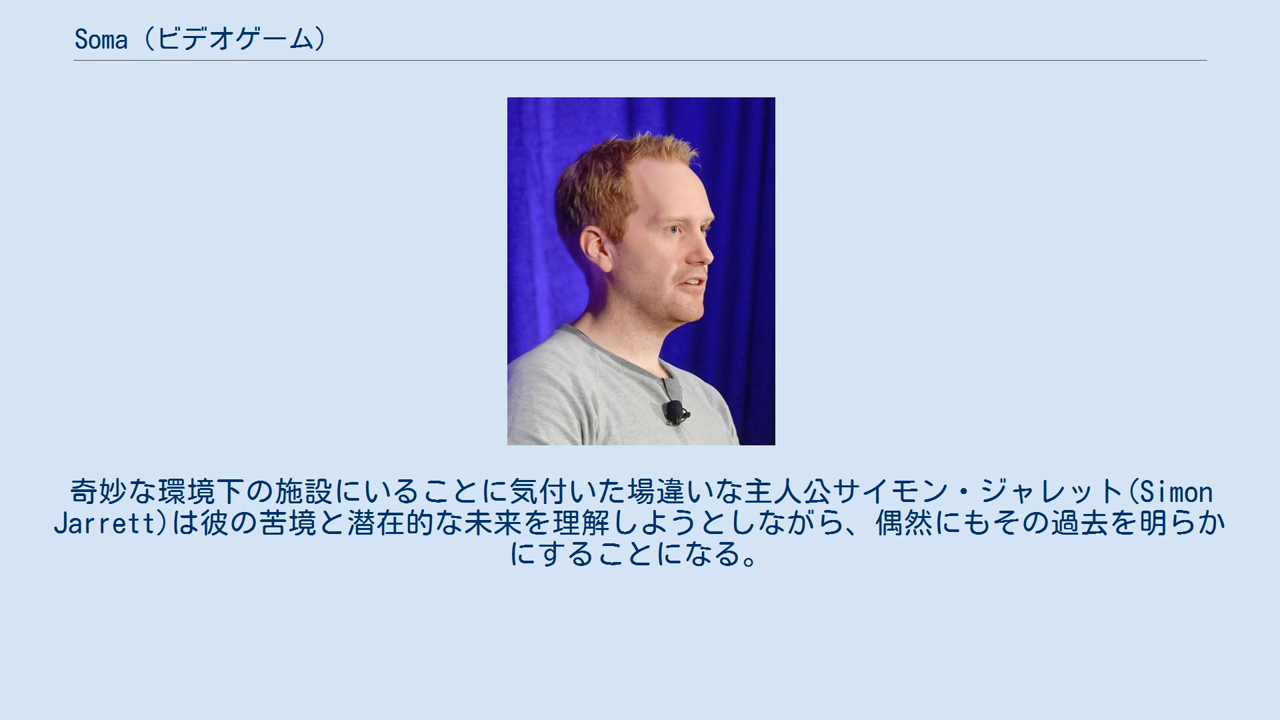 Soma（ビデオゲーム）
奇妙な環境下の施設にいることに気付いた場違いな主人公サイモン・ジャレット(Simon
Jarrett)は彼の苦境と潜在的な未来を理解しようとしながら、偶然にもその過去を明らか
にすることになる。